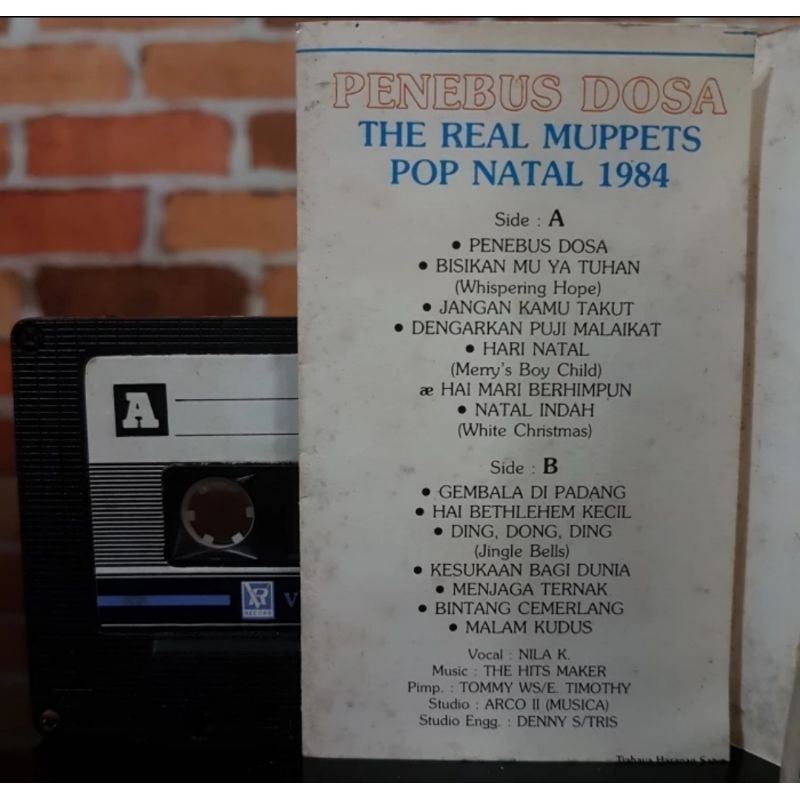 PENEBUS DOSA
THE REAL MUPPETS
POP NATAL 1984
Side : A
• PENEBUS DOSA
• BISIKAN MU YA TUHAN
(Whispering Hope)
• JANGAN KAMU TAKUT
• DENGARKAN PUJI MALAIKAT
• HARI NATAL
(Merry's Boy Child)
æ HAI MARI BERHIMPUN
• NATAL INDAH
(White Christmas)
Side : B
• GEMBALA DI PADANG
• HAI BETHLEHEM KECIL
• DING, DONG, DING
(Jingle Bells)
• KESUKAAN BAGI DUNIA
• MENJAGA TERNAK
• BINTANG CEMERLANG
• MALAM KUDUS
Vocal : NILA K.
Music : THE HITS MAKER
Pimp. : TOMMY WS/E. TIMOTHY
Studio : ARCO II (MUSICA)
Studio Engg. : DENNY S/TRIS
A
RECORD
V